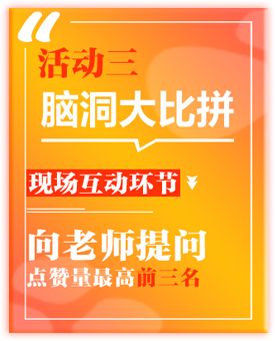 活动三
脑洞大比拼
现场互动环节
向老师提问
点赞量最高前三名